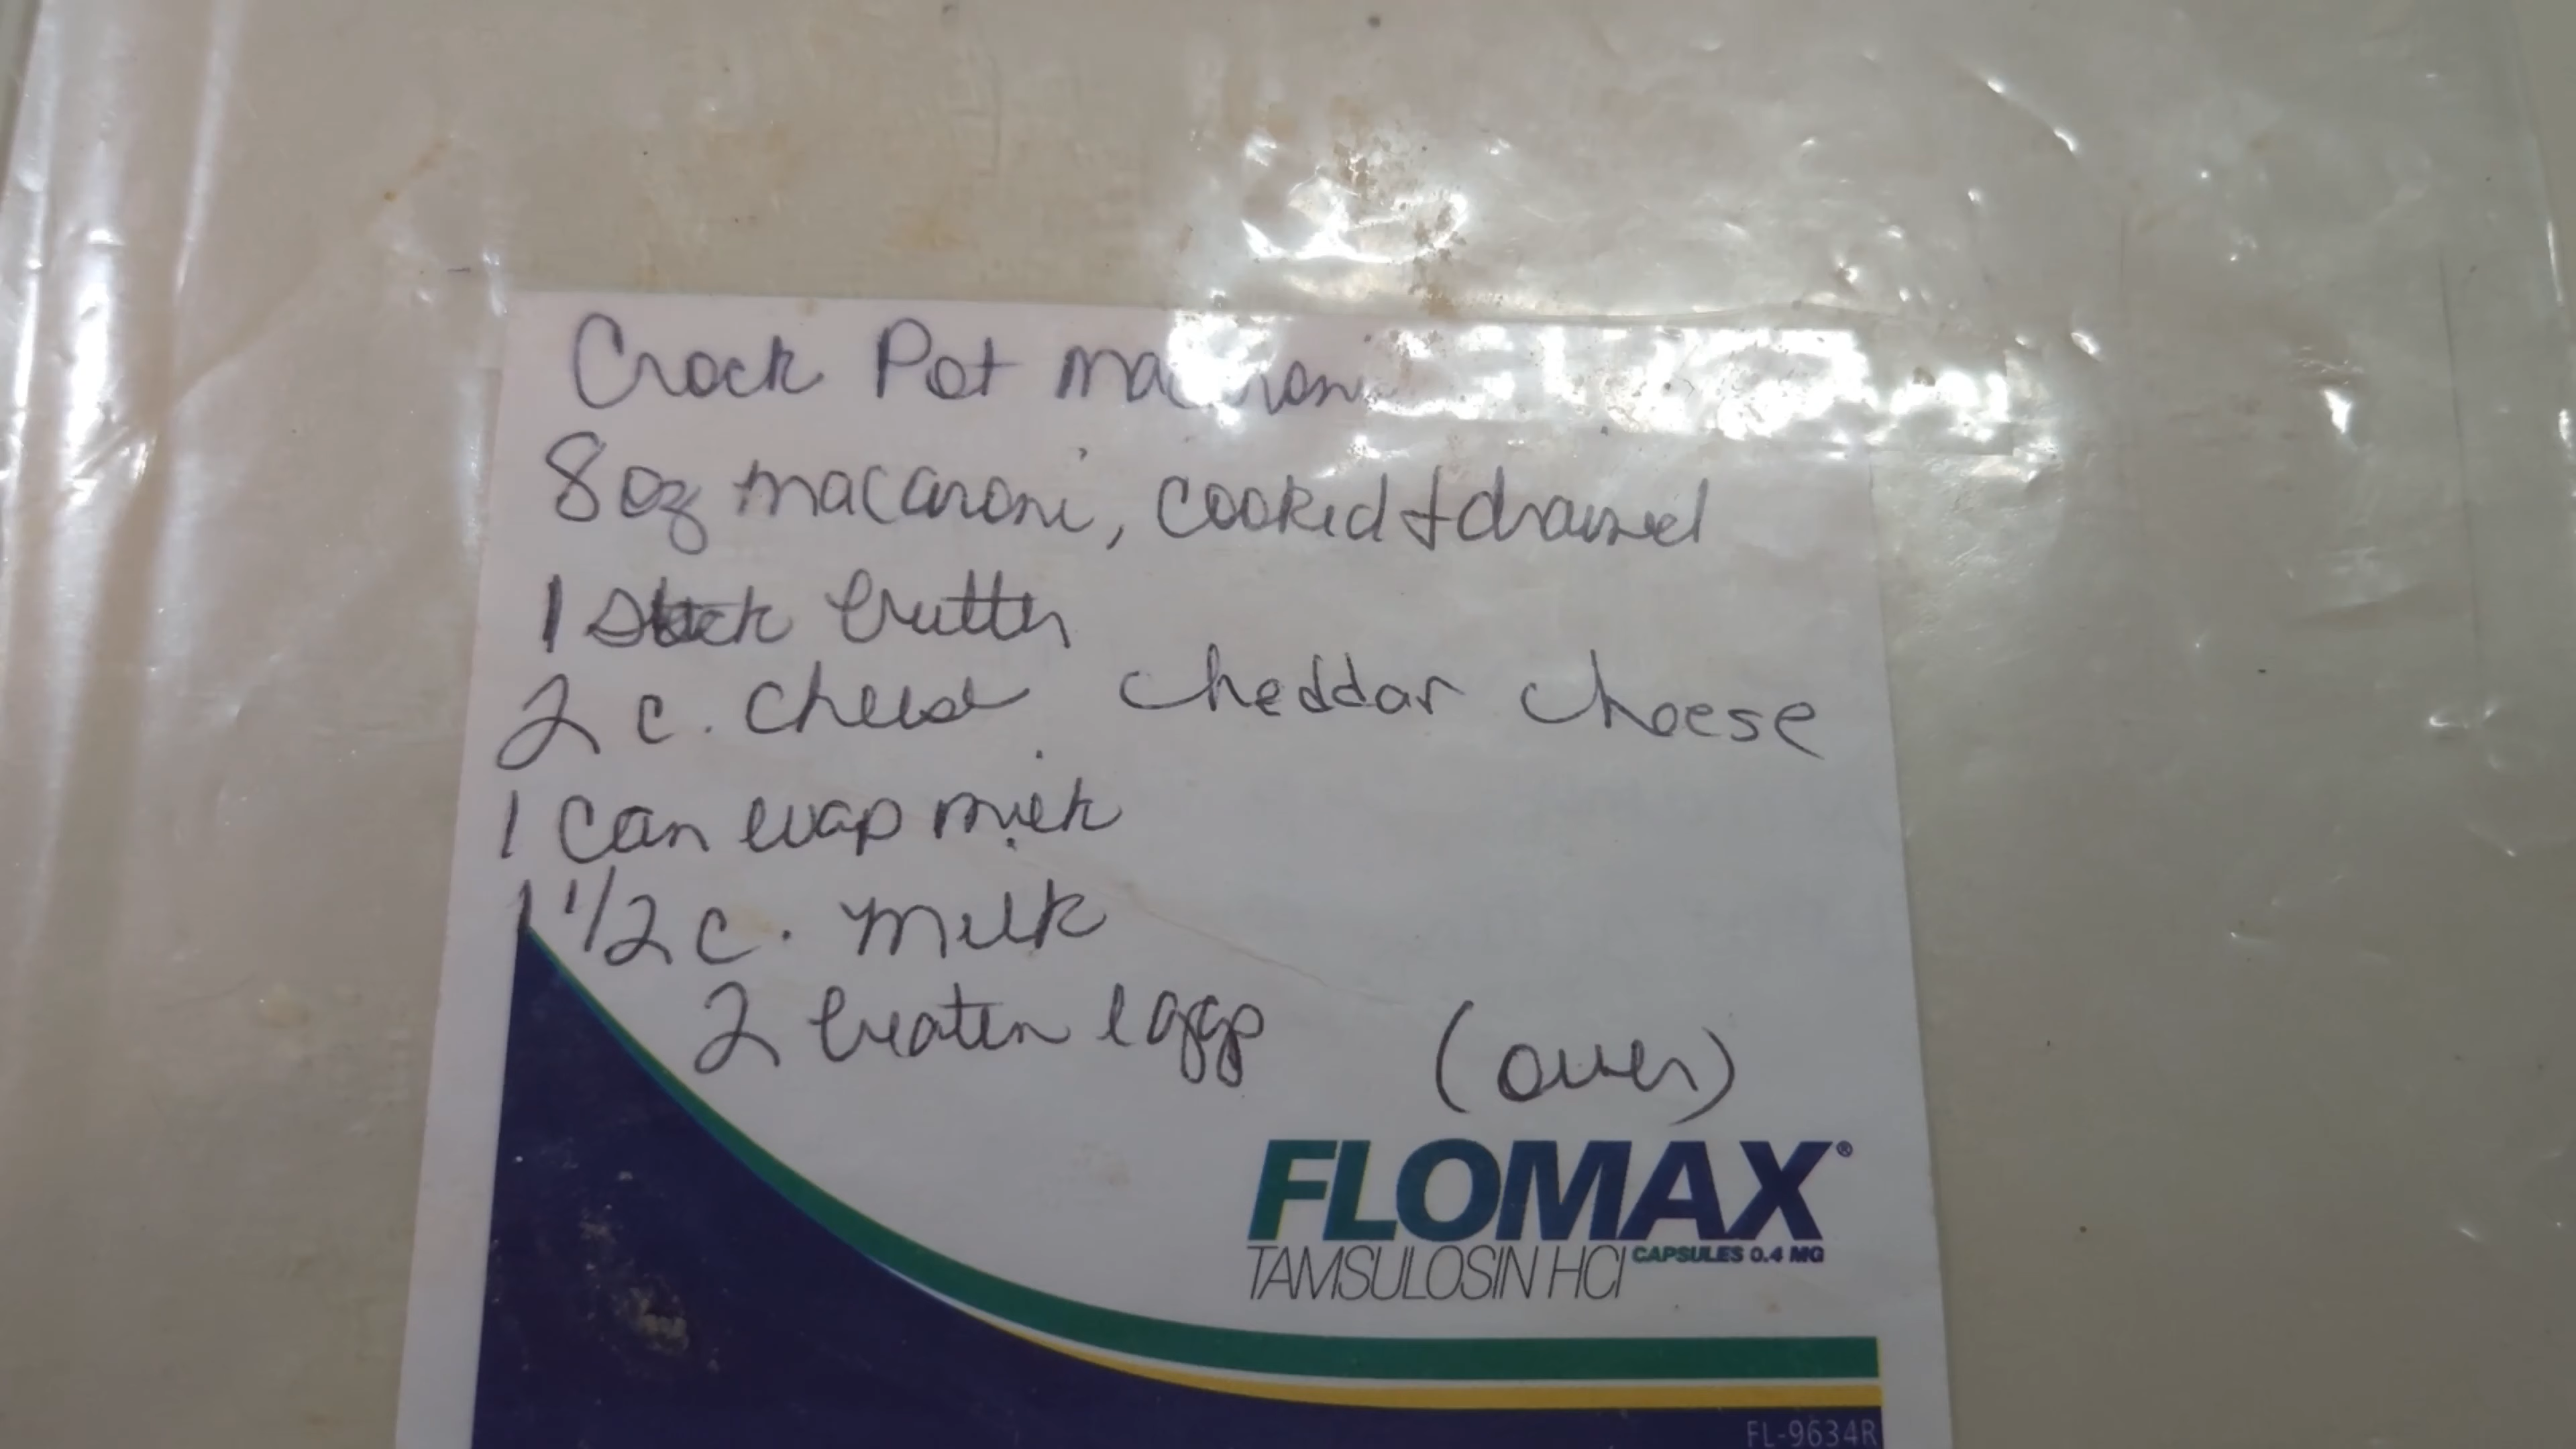 Crock Pot macaroni
8 oz macaroni, cooked + drained
1 stick butter
2 c. cheese cheddar cheese
1 can evap milk
1 1/2 c. milk
2 beaten eggs (over)
FLOMAX®
TAMSULOSIN HCl CAPSULES 0.4 MG
FL-9634R